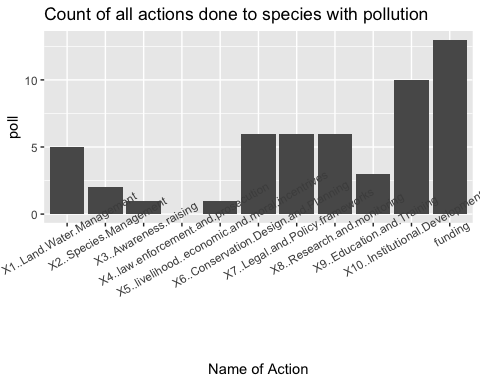 Count of all actions done to species with pollution
poll
10
5
0
X1..Land.Water.Management
X2..Species.Management
X3..Awareness.raising
X4..law.enforcement.and.prosecution
X5..livelihood..economic.and.moral.incentives
X6..Conservation.Design.and.Planning
X7..Legal.and.Policy.frameworks
X8..Research.and.monitoring
X9..Education.and.Training
X10..Institutional.Development
funding
Name of Action